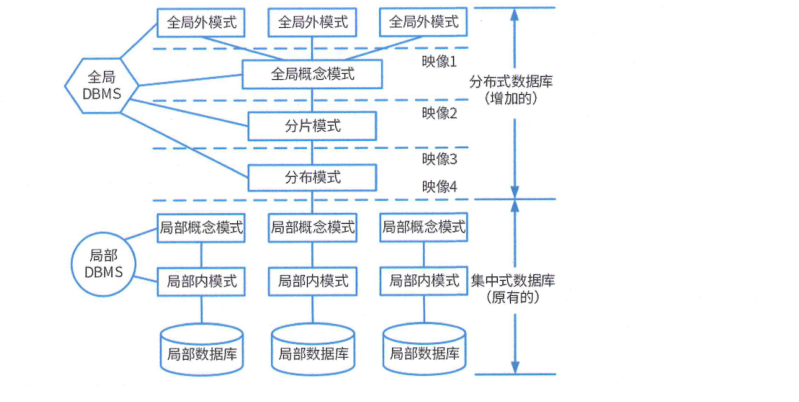 全局外模式 全局外模式 全局外模式
映像1
全局概念模式
全局
DBMS
分布式数据库
(增加的)
映像2
分片模式
映像3
分布模式
映像4
局部概念模式 局部概念模式 局部概念模式
局部
DBMS
局部内模式 局部内模式 局部内模式
集中式数据库
(原有的)
局部数据库 局部数据库 局部数据库